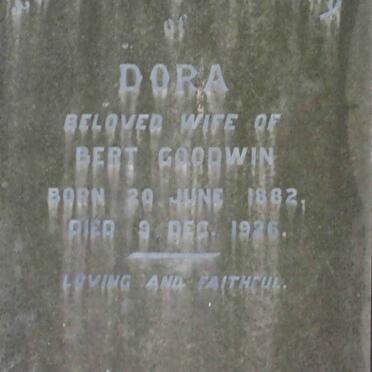 of
DORA
BELOVED WIFE OF
BERT GOODWIN
BORN 20 JUNE 1882,
DIED 9 DEC. 1926.
LOVING AND FAITHFUL.